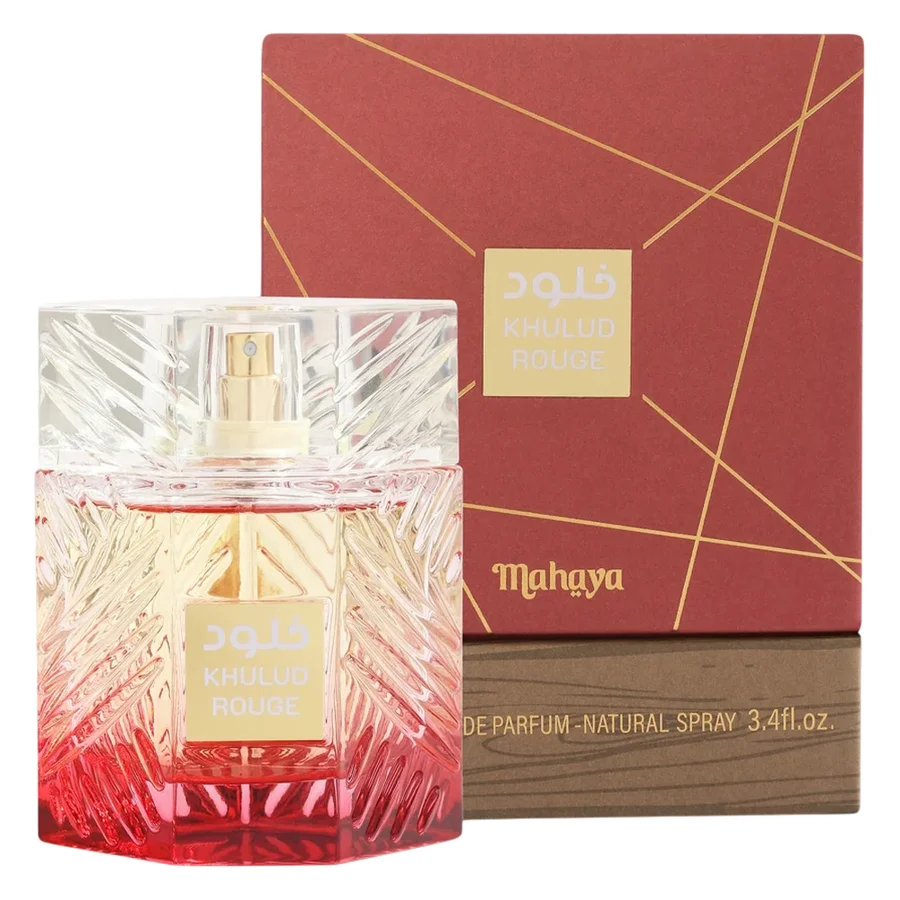 خلود
KHULUD
ROUGE
Mahaya
DE PARFUM - NATURAL SPRAY 3.4fl.oz.
خلود
KHULUD
ROUGE